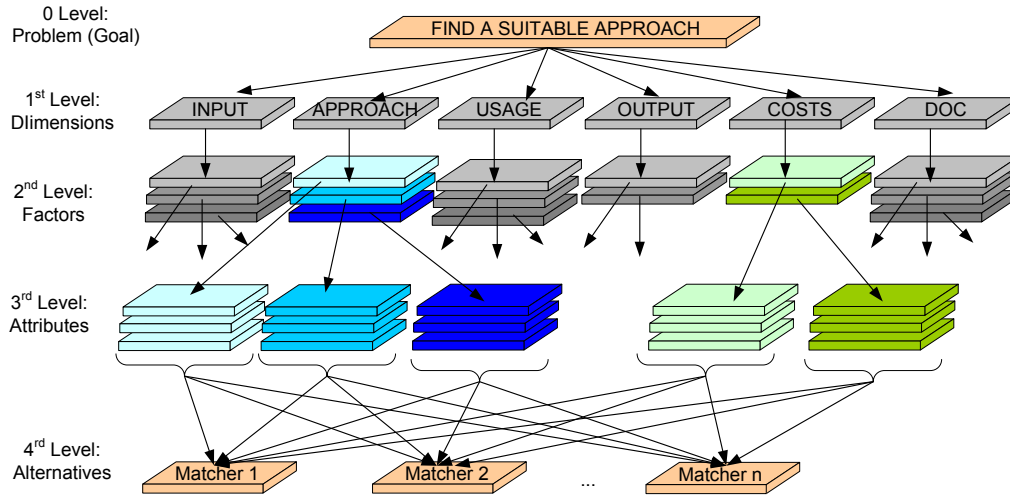 0 Level:
Problem (Goal)
FIND A SUITABLE APPROACH
1st Level:
DIimensions
INPUT
APPROACH
USAGE
OUTPUT
COSTS
DOC
2nd Level:
Factors
3rd Level:
Attributes
4rd Level:
Alternatives
Matcher 1
Matcher 2
...
Matcher n